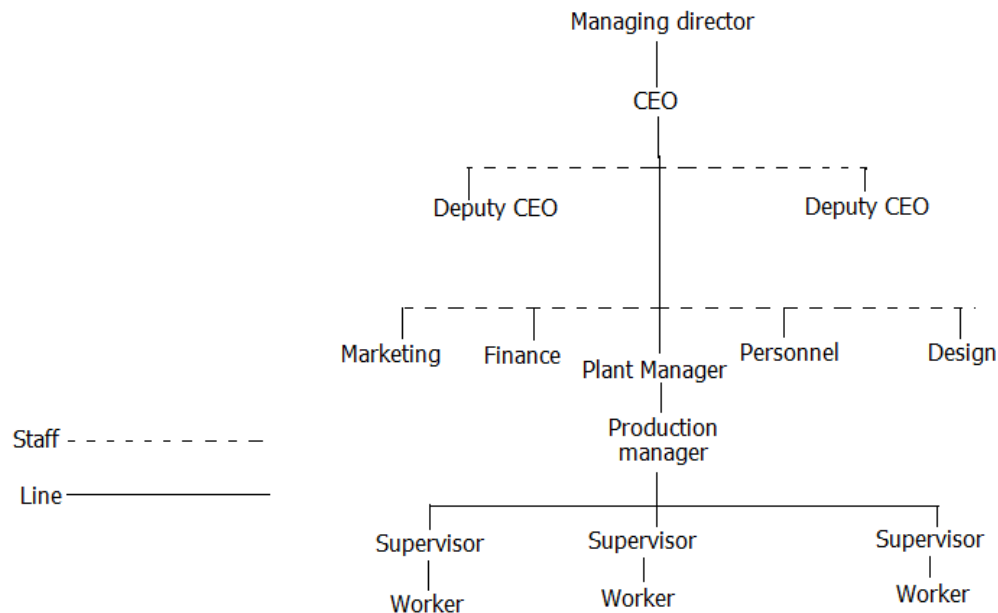 Managing director
CEO
Deputy CEO
Deputy CEO
Marketing
Finance
Plant Manager
Personnel
Design
Production
manager
Staff
Line
Supervisor
Supervisor
Supervisor
Worker
Worker
Worker